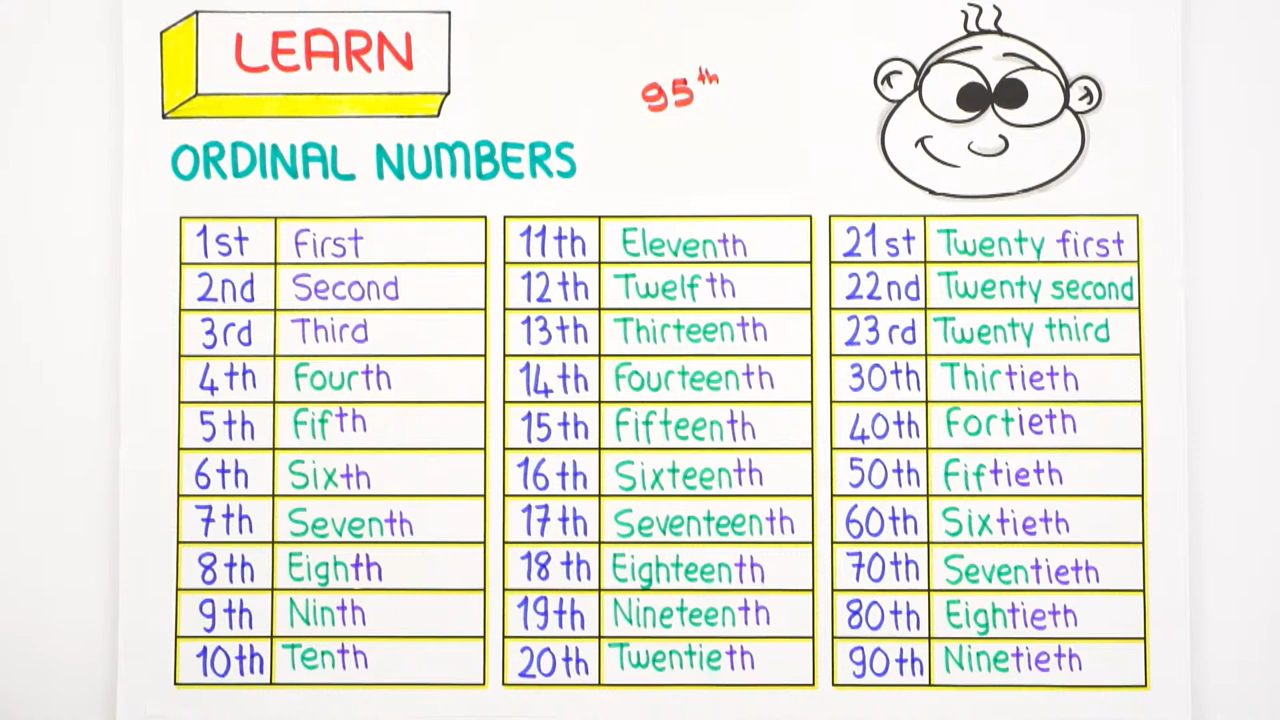 LEARN
95th
ORDINAL NUMBERS
1st First
2nd Second
3rd Third
4th Fourth
5th Fifth
6th Sixth
7th Seventh
8th Eighth
9th Ninth
10th Tenth
11th Eleventh
12th Twelfth
13th Thirteenth
14th Fourteenth
15th Fifteenth
16th Sixteenth
17th Seventeenth
18th Eighteenth
19th Nineteenth
20th Twentieth
21st Twenty first
22nd Twenty second
23rd Twenty third
30th Thirtieth
40th Fortieth
50th Fiftieth
60th Sixtieth
70th Seventieth
80th Eightieth
90th Ninetieth